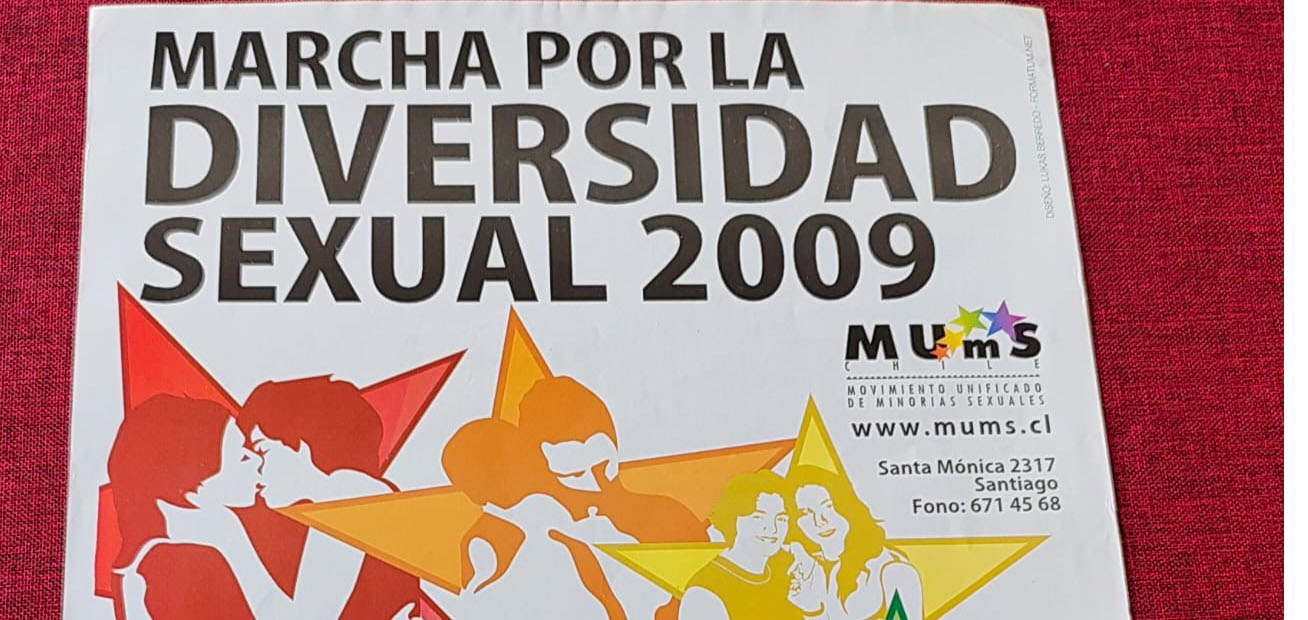 MARCHA POR LA
DIVERSIDAD
SEXUAL 2009
DISEÑO: LUKAS BERREDO - FORMATUM.NET
MUmS
CHILE
MOVIMIENTO UNIFICADO
DE MINORIAS SEXUALES
www.mums.cl
Santa Mónica 2317
Santiago
Fono: 671 45 68